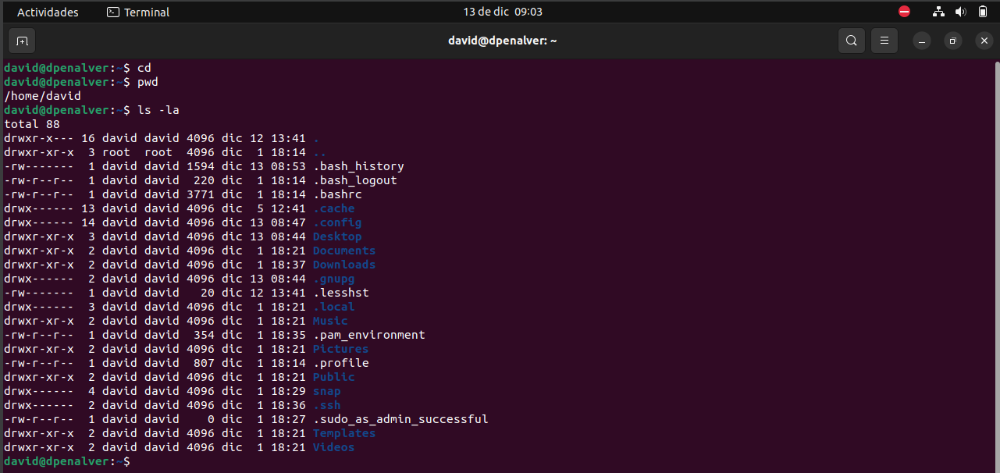 Actividades Terminal 13 de dic 09:03
david@dpenalver: ~
david@dpenalver:~$ cd
david@dpenalver:~$ pwd
/home/david
david@dpenalver:~$ ls -la
total 88
drwxr-x--- 16 david david 4096 dic 12 13:41 .
drwxr-xr-x  3 root  root  4096 dic  1 18:14 ..
-rw-------  1 david david 1594 dic 13 08:53 .bash_history
-rw-r--r--  1 david david  220 dic  1 18:14 .bash_logout
-rw-r--r--  1 david david 3771 dic  1 18:14 .bashrc
drwx------ 13 david david 4096 dic  5 12:41 .cache
drwx------ 14 david david 4096 dic 13 08:47 .config
drwxr-xr-x  3 david david 4096 dic 13 08:44 Desktop
drwxr-xr-x  2 david david 4096 dic  1 18:21 Documents
drwxr-xr-x  2 david david 4096 dic  1 18:37 Downloads
drwx------  2 david david 4096 dic 13 08:44 .gnupg
-rw-------  1 david david   20 dic 12 13:41 .lesshst
drwx------  3 david david 4096 dic  1 18:21 .local
drwxr-xr-x  2 david david 4096 dic  1 18:21 Music
-rw-r--r--  1 david david  354 dic  1 18:35 .pam_environment
drwxr-xr-x  2 david david 4096 dic  1 18:21 Pictures
-rw-r--r--  1 david david  807 dic  1 18:14 .profile
drwxr-xr-x  2 david david 4096 dic  1 18:21 Public
drwx------  4 david david 4096 dic  1 18:29 snap
drwx------  2 david david 4096 dic  1 18:36 .ssh
-rw-r--r--  1 david david    0 dic  1 18:27 .sudo_as_admin_successful
drwxr-xr-x  2 david david 4096 dic  1 18:21 Templates
drwxr-xr-x  2 david david 4096 dic  1 18:21 Videos
david@dpenalver:~$